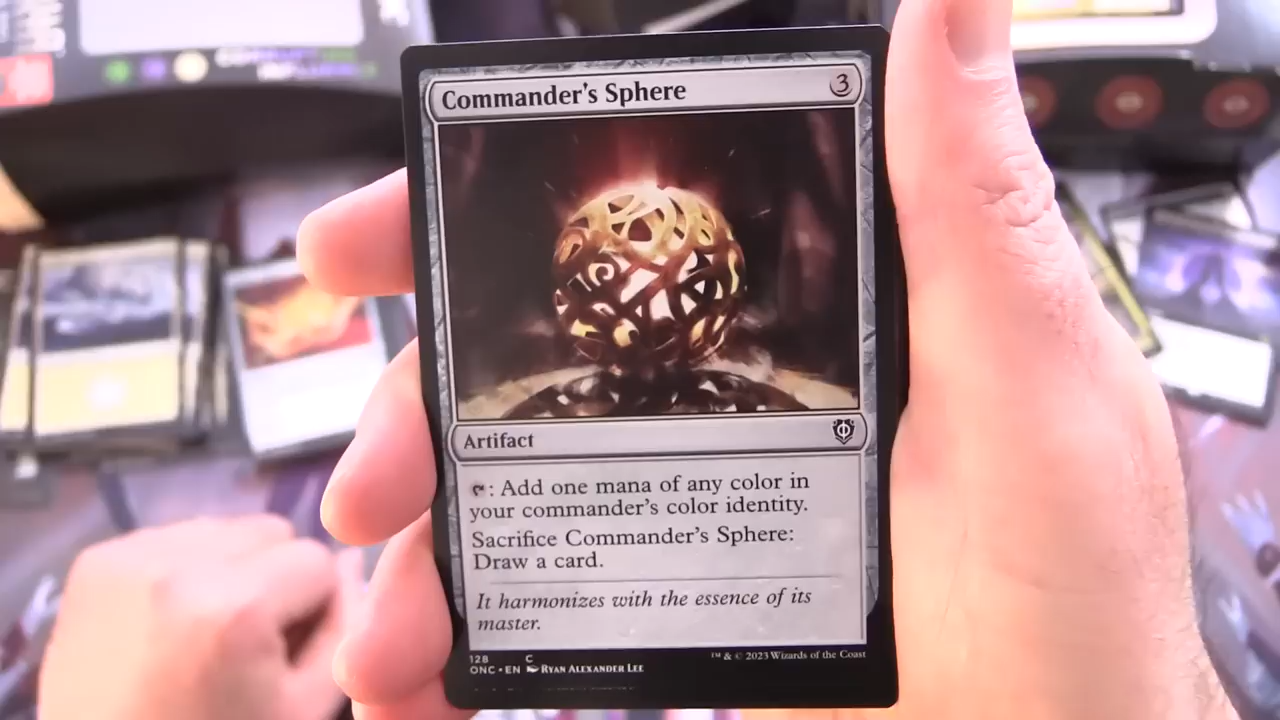 Commander's Sphere 3
Artifact
: Add one mana of any color in
your commander's color identity.
Sacrifice Commander's Sphere:
Draw a card.
It harmonizes with the essence of its
master.
128 C
ONC • EN Ryan Alexander Lee
™ & © 2023 Wizards of the Coast